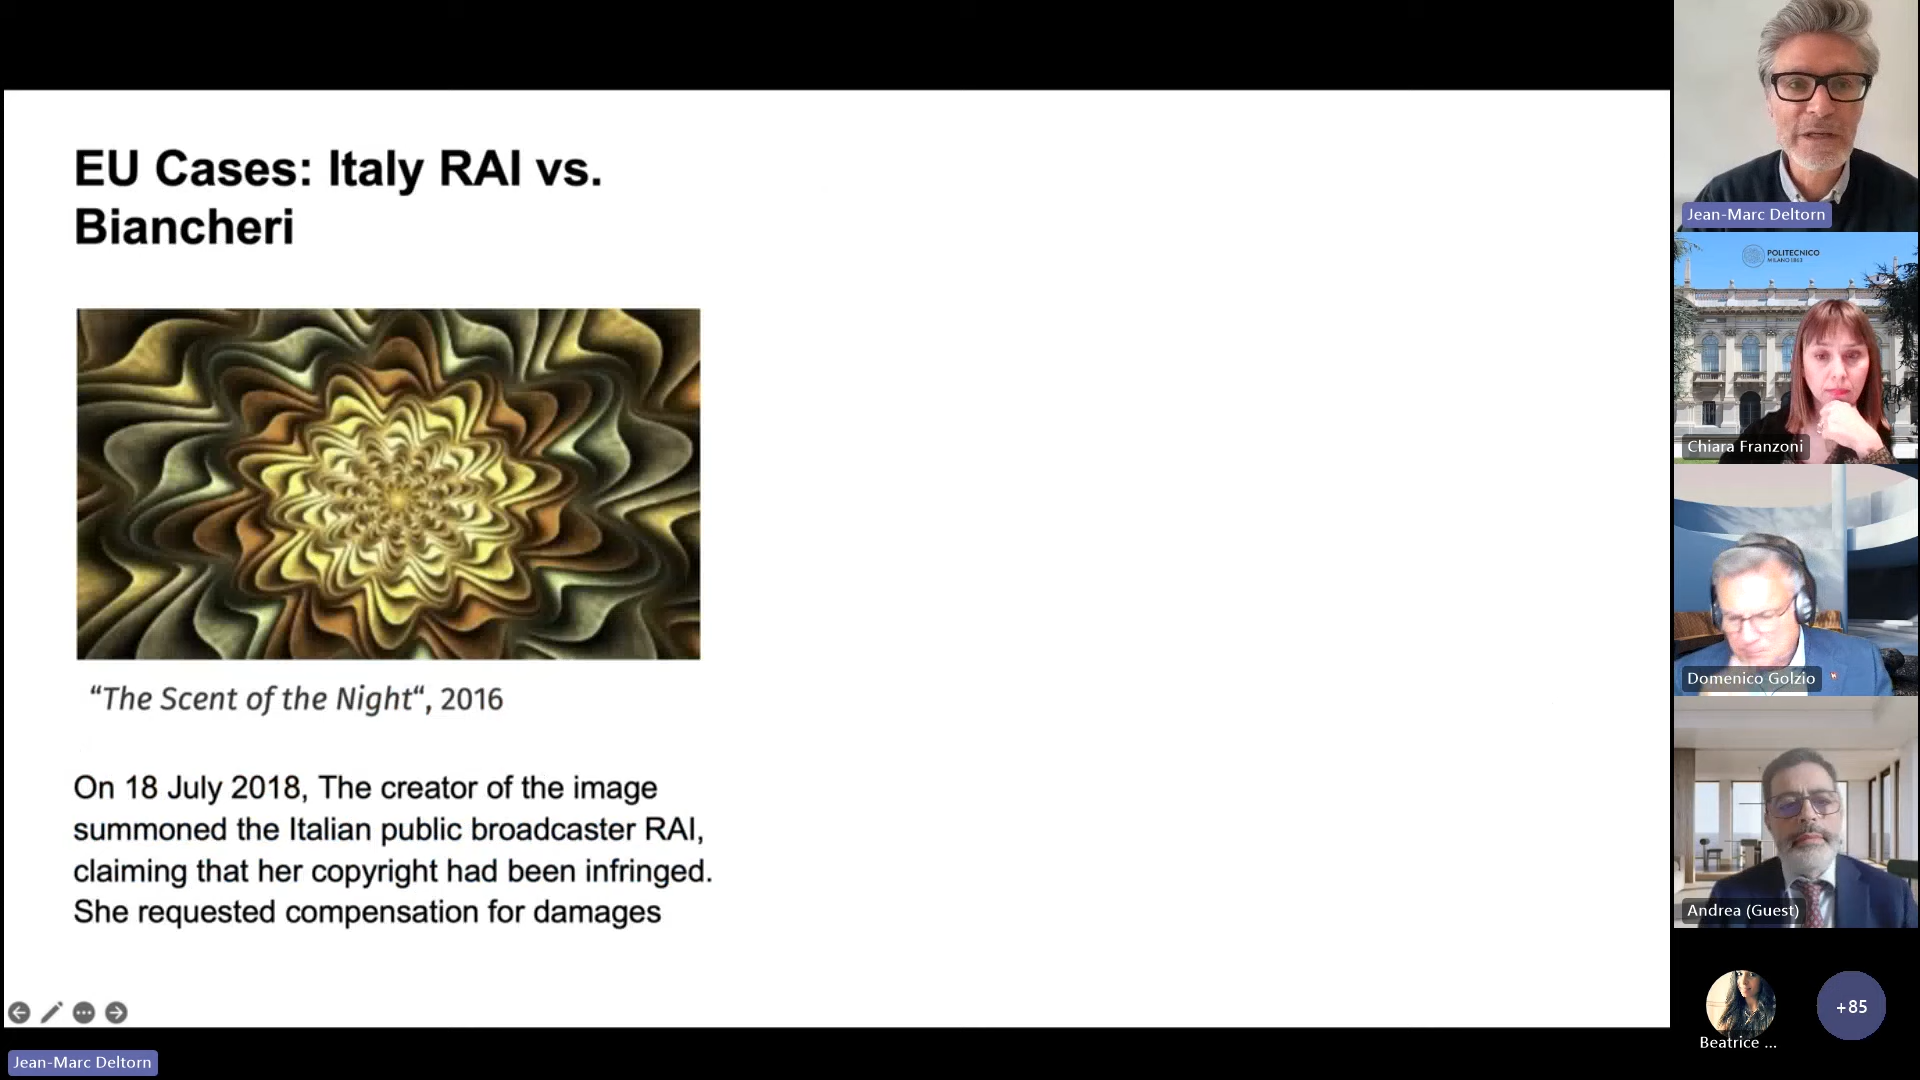 EU Cases: Italy RAI vs.
Biancheri
“The Scent of the Night“, 2016
On 18 July 2018, The creator of the image
summoned the Italian public broadcaster RAI,
claiming that her copyright had been infringed.
She requested compensation for damages
Jean-Marc Deltorn
Jean-Marc Deltorn
POLITECNICO
MILANO 1863
Chiara Franzoni
Domenico Golzio
Andrea (Guest)
Beatrice ...
+85